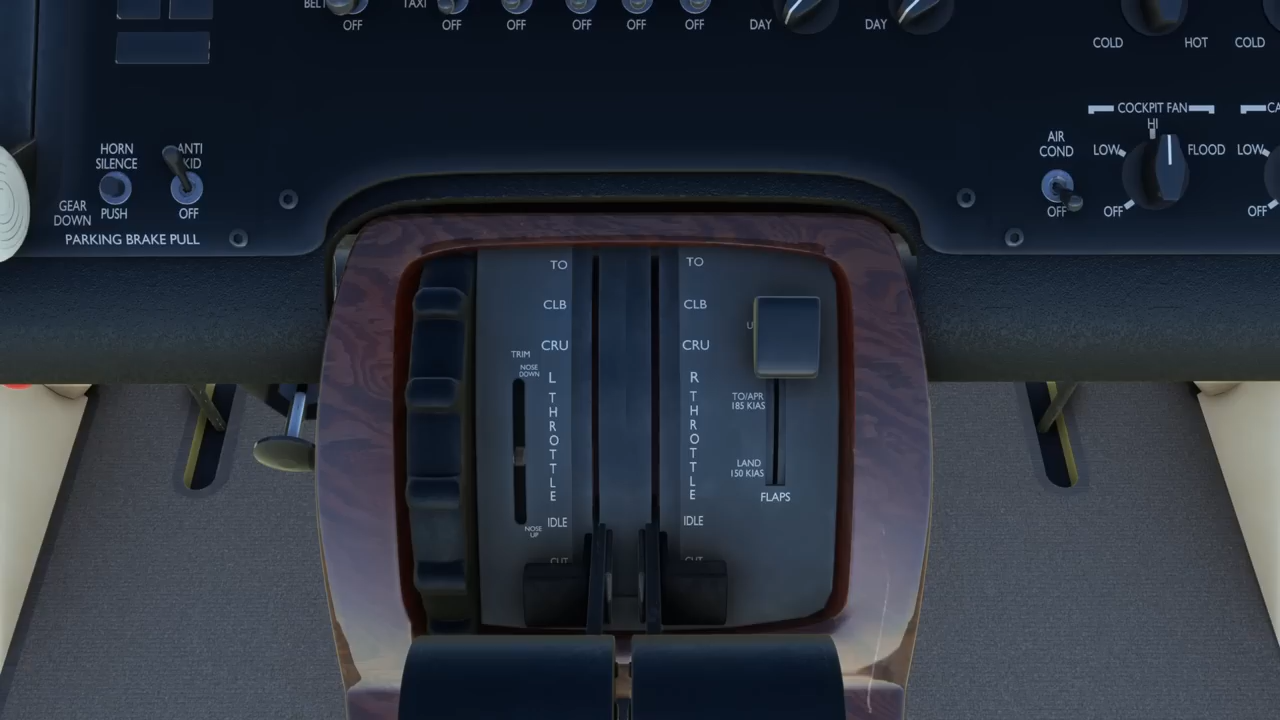 BELT
TAXI
OFF
OFF
OFF
OFF
OFF
OFF
DAY
DAY
COLD
HOT
COLD
COCKPIT FAN
HI
LOW
FLOOD
LOW
OFF
OFF
AIR
COND
OFF
HORN
SILENCE
PUSH
ANTI
OFF
GEAR
DOWN
PARKING BRAKE PULL
TO
CLB
CRU
TRIM
NOSE
DOWN
L THROTTLE
NOSE
UP
IDLE
CUT
TO
CLB
CRU
R THROTTLE
IDLE
CUT
TO/APR
185 KIAS
LAND
150 KIAS
FLAPS